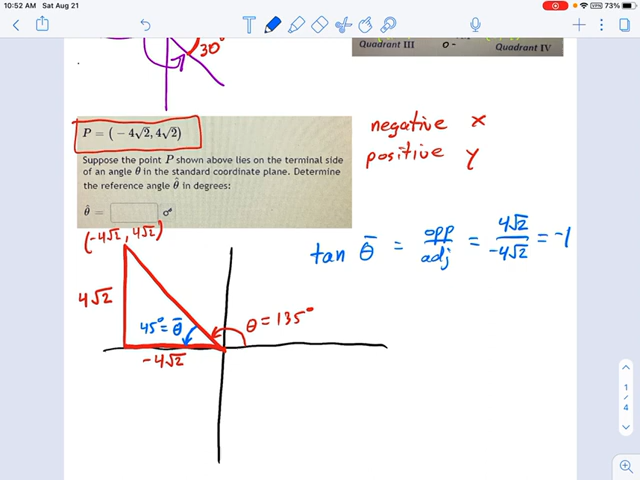 10:52 AM Sat Aug 21
73%
30°
Quadrant III 0 - Quadrant IV
P = (−4√2, 4√2)
Suppose the point P shown above lies on the terminal side
of an angle θ in the standard coordinate plane. Determine
the reference angle θ̂ in degrees:
θ̂ =
negative x
positive y
(-4√2, 4√2)
tan θ̄ = opp/adj = 4√2/-4√2 = -1
4√2
45° = θ̄
θ = 135°
-4√2
1
/
4